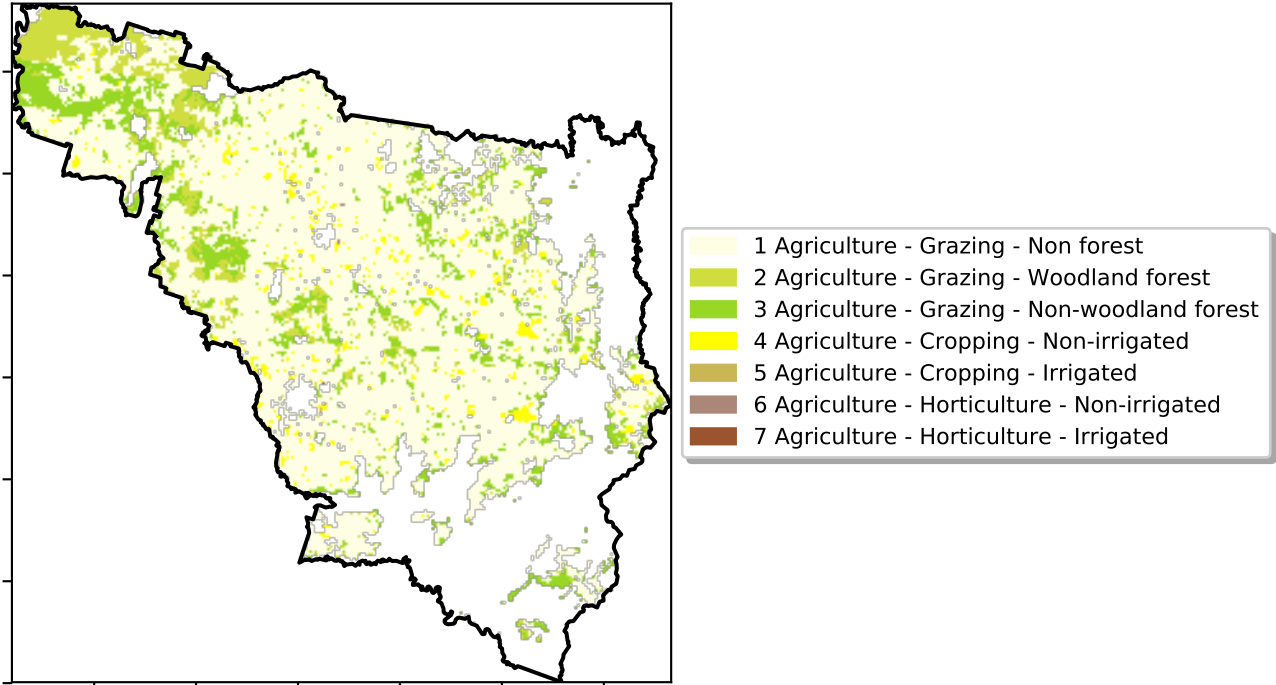 1 Agriculture - Grazing - Non forest
2 Agriculture - Grazing - Woodland forest
3 Agriculture - Grazing - Non-woodland forest
4 Agriculture - Cropping - Non-irrigated
5 Agriculture - Cropping - Irrigated
6 Agriculture - Horticulture - Non-irrigated
7 Agriculture - Horticulture - Irrigated